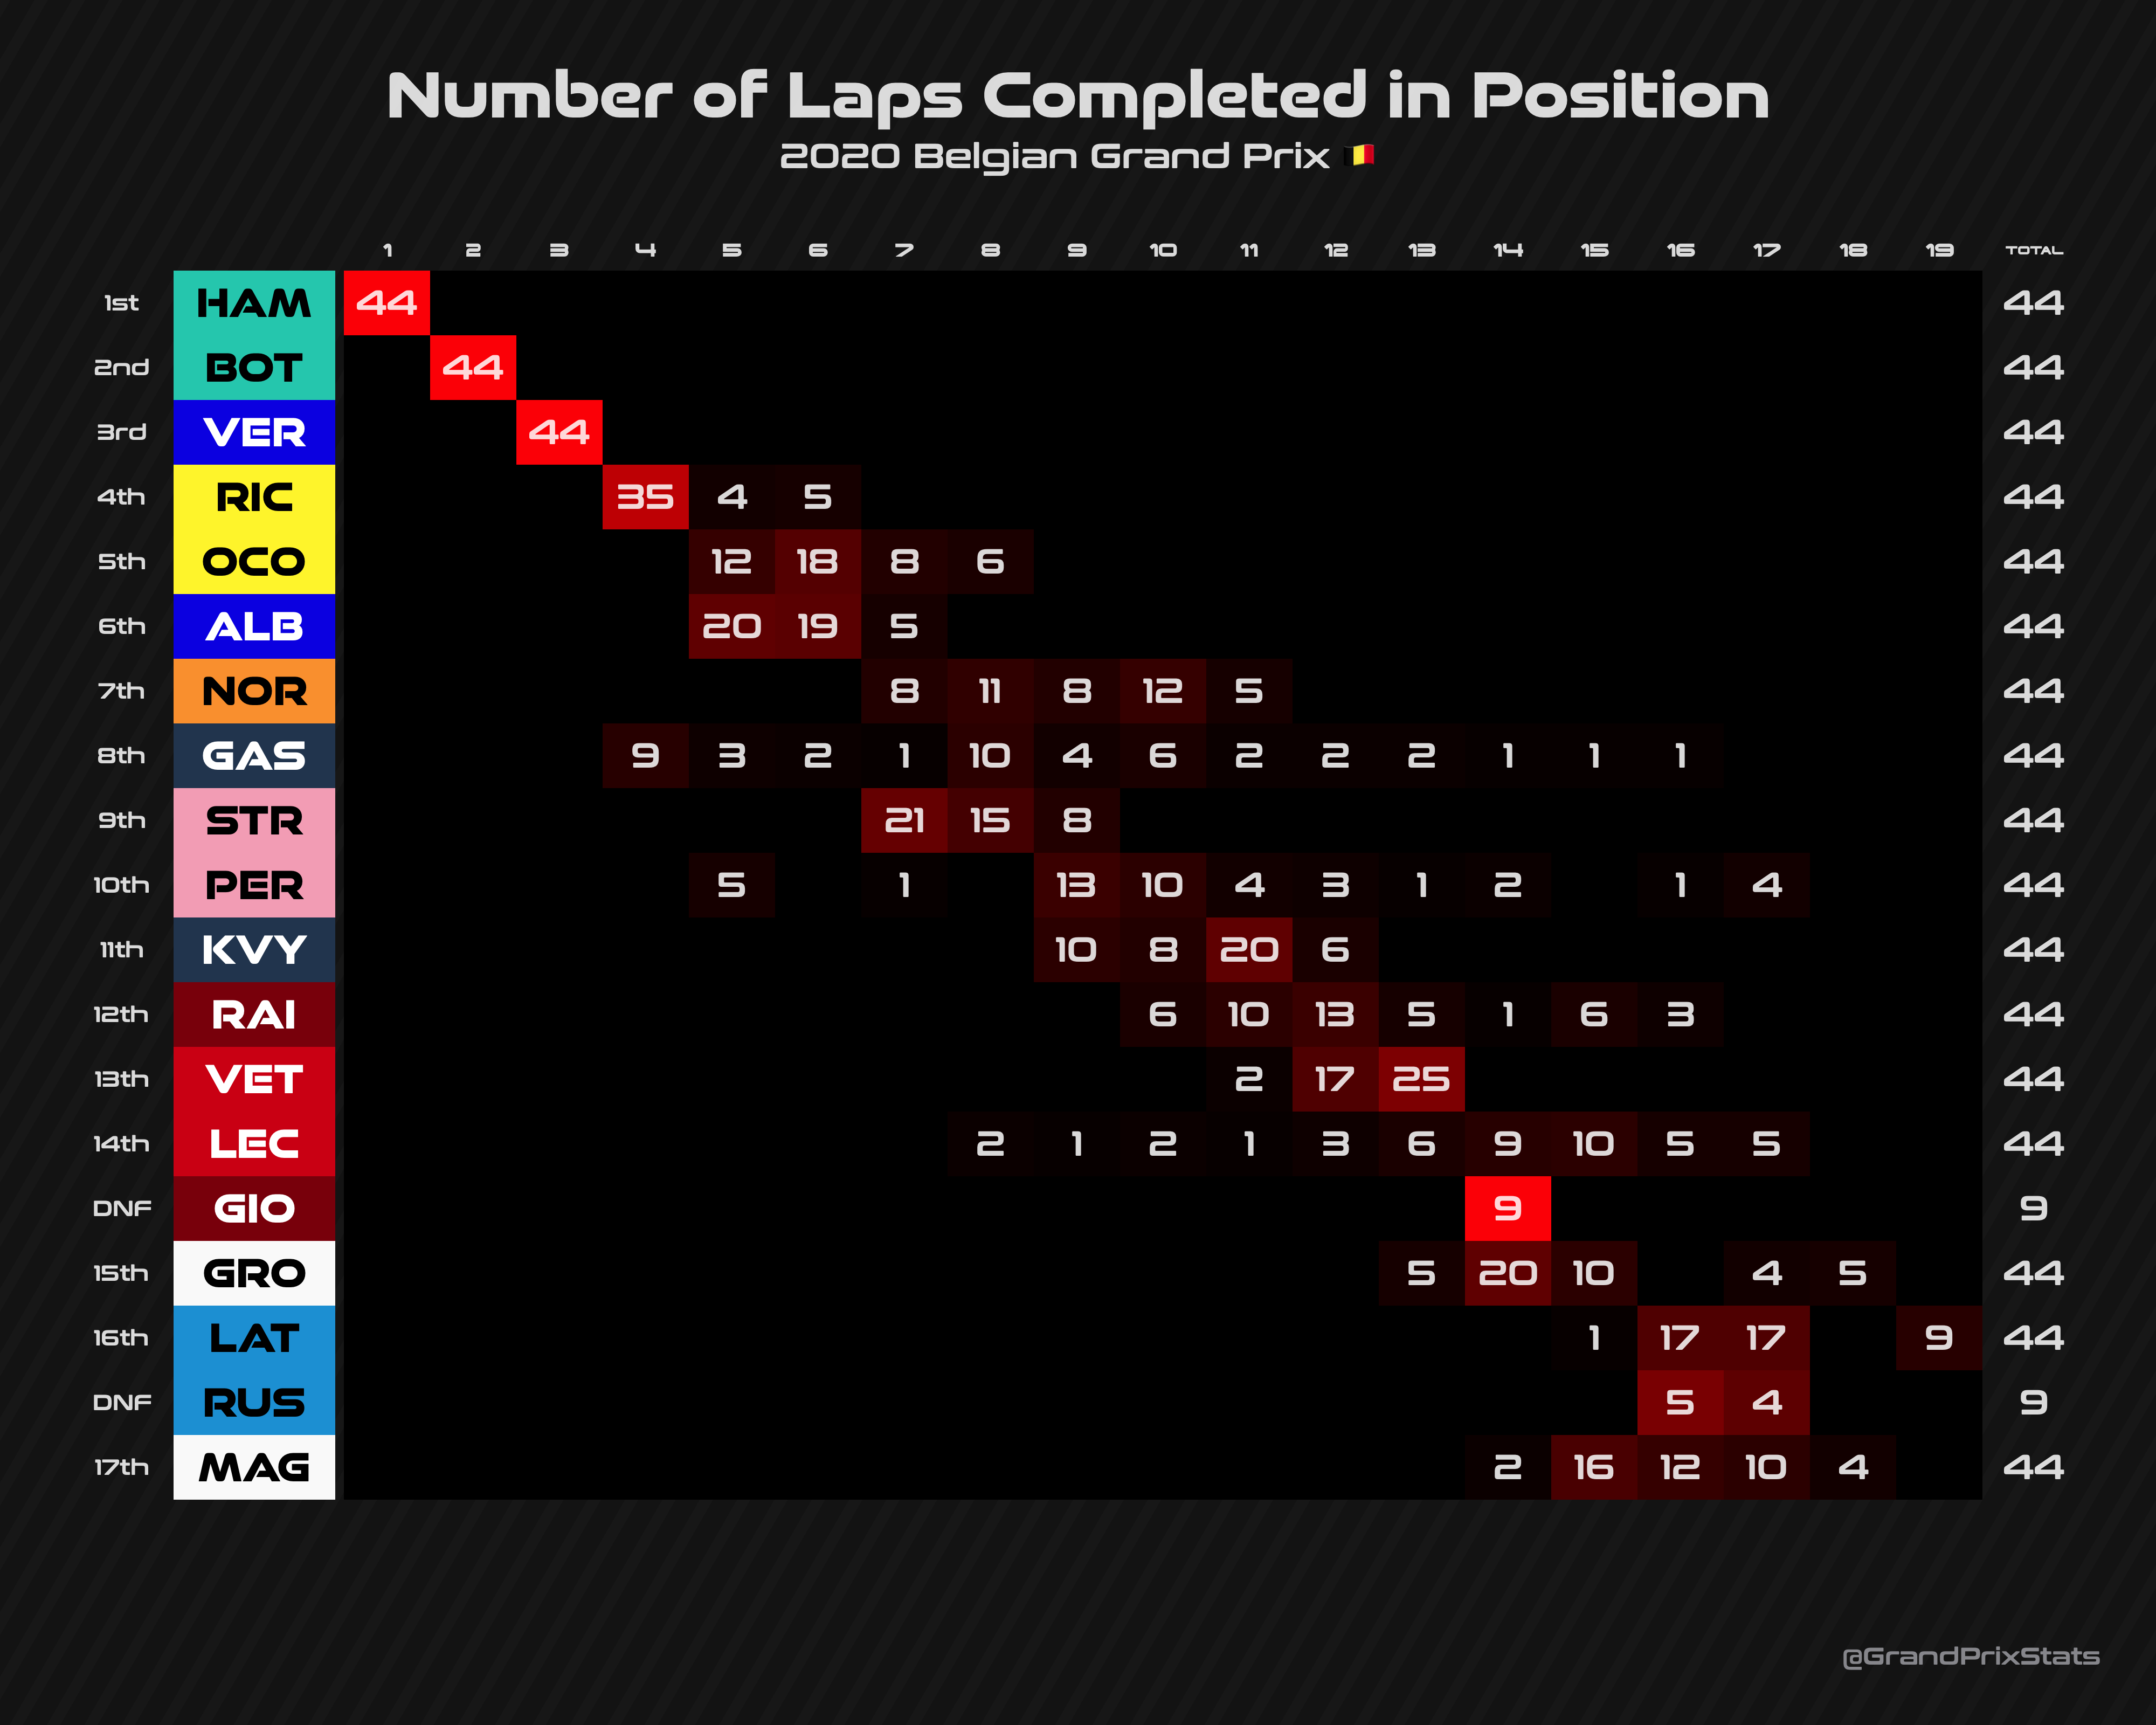 Number of Laps Completed in Position
2020 Belgian Grand Prix
1 2 3 4 5 6 7 8 9 10 11 12 13 14 15 16 17 18 19 TOTAL
1st HAM 44 44
2nd BOT 44 44
3rd VER 44 44
4th RIC 35 4 5 44
5th OCO 12 18 8 6 44
6th ALB 20 19 5 44
7th NOR 8 11 8 12 5 44
8th GAS 9 3 2 1 10 4 6 2 2 2 1 1 1 44
9th STR 21 15 8 44
10th PER 5 1 13 10 4 3 1 2 1 4 44
11th KVY 10 8 20 6 44
12th RAI 6 10 13 5 1 6 3 44
13th VET 2 17 25 44
14th LEC 2 1 2 1 3 6 9 10 5 5 44
DNF GIO 9 9
15th GRO 5 20 10 4 5 44
16th LAT 1 17 17 9 44
DNF RUS 5 4 9
17th MAG 2 16 12 10 4 44
@GrandPrixStats